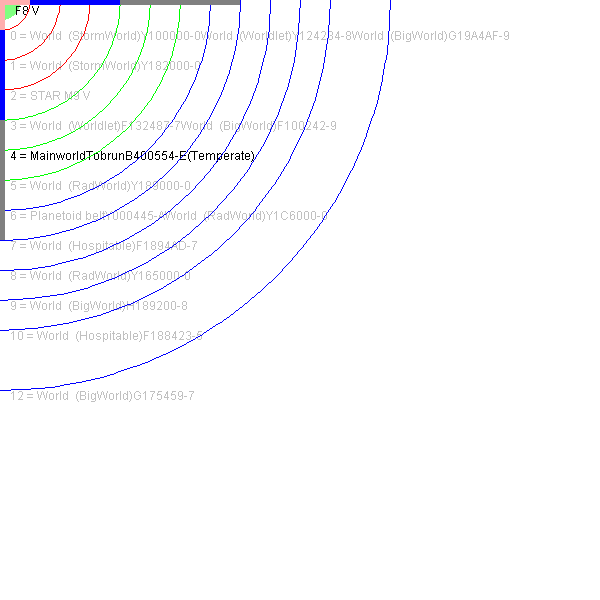 F8 V
0 = World  (StormWorld)Y100000-0World  (Worldlet)Y124234-8World  (BigWorld)G19A4AF-9
1 = World  (StormWorld)Y182000-0
2 = STAR M9 V
3 = World  (Worldlet)F132487-7World  (BigWorld)F100242-9
4 = MainworldTobrunB400554-E(Temperate)
5 = World  (RadWorld)Y189000-0
6 = Planetoid beltY000445-AWorld  (RadWorld)Y1C6000-0
7 = World  (Hospitable)F1894AD-7
8 = World  (RadWorld)Y165000-0
9 = World  (BigWorld)H189200-8
10 = World  (Hospitable)F188423-5
12 = World  (BigWorld)G175459-7